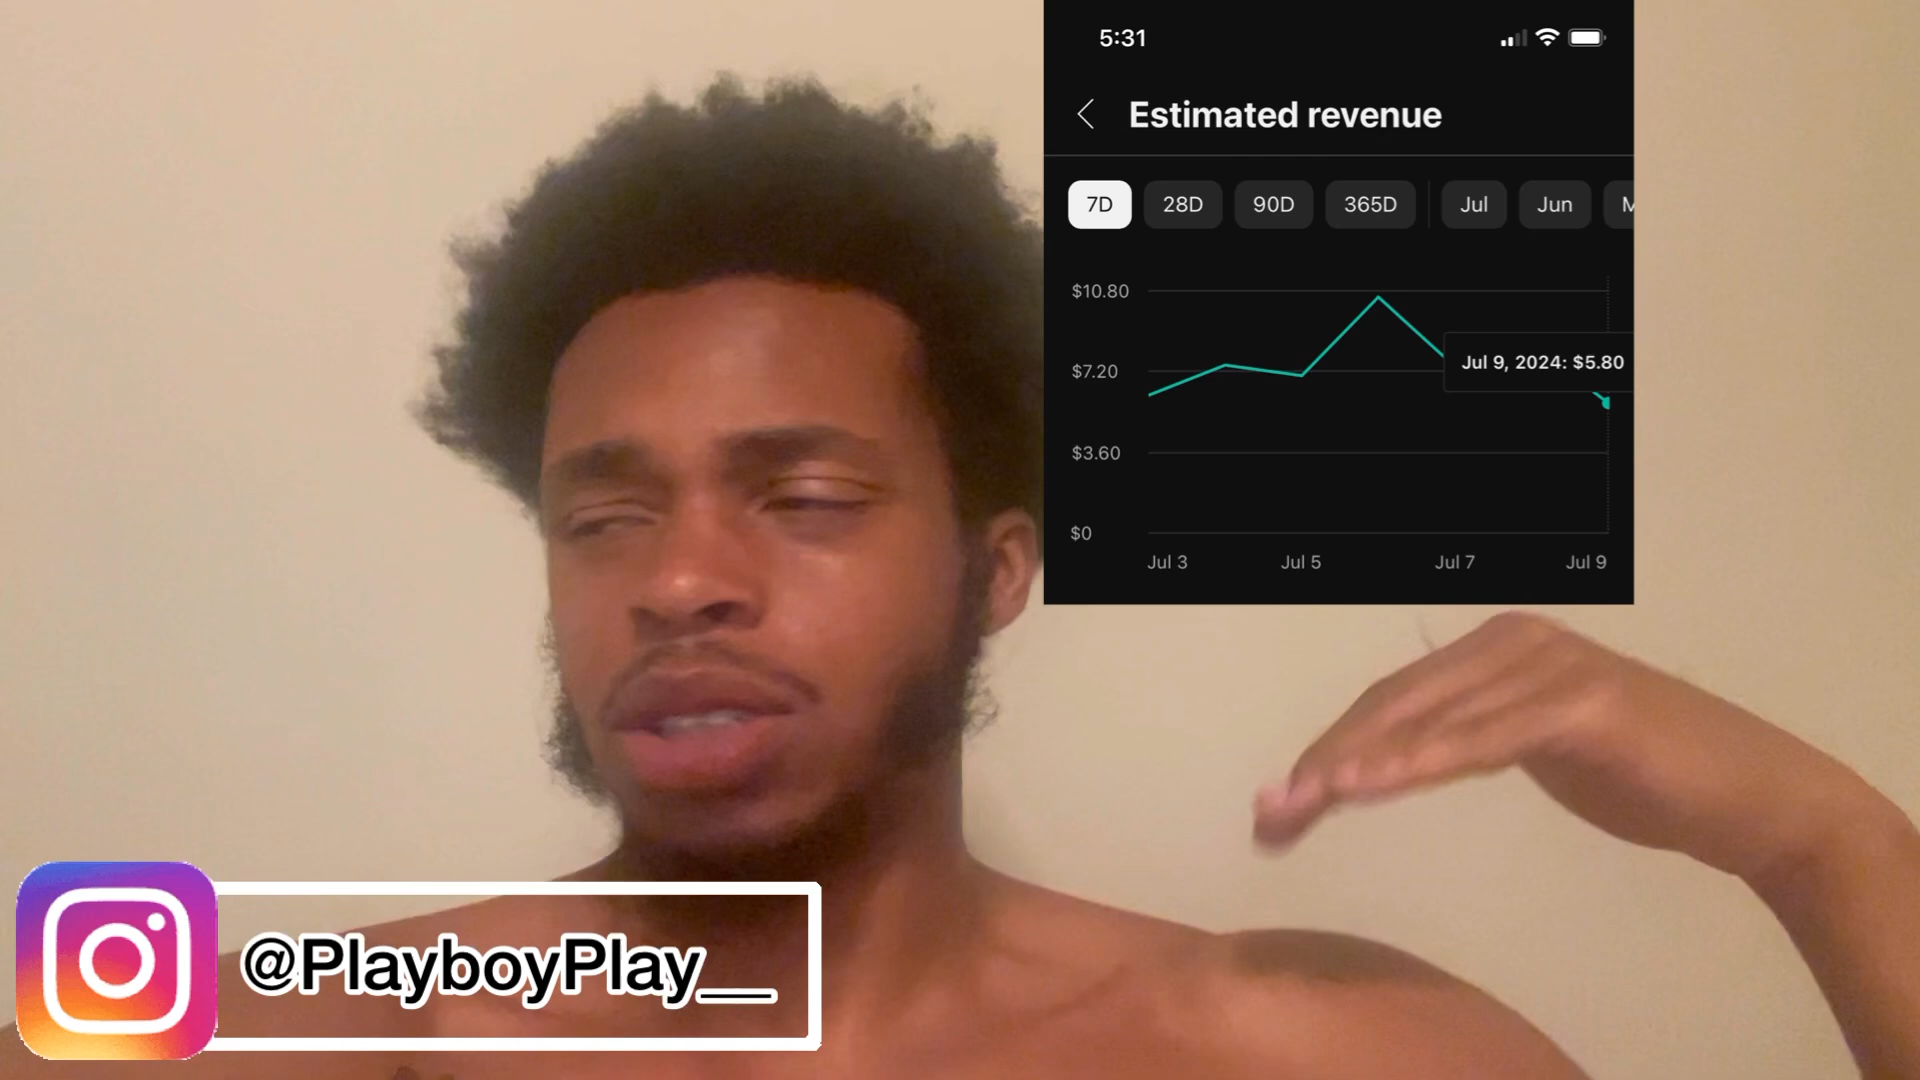 5:31
Estimated revenue
7D 28D 90D 365D Jul Jun M
$10.80
Jul 9, 2024: $5.80
$7.20
$3.60
$0
Jul 3 Jul 5 Jul 7 Jul 9
@PlayboyPlay__